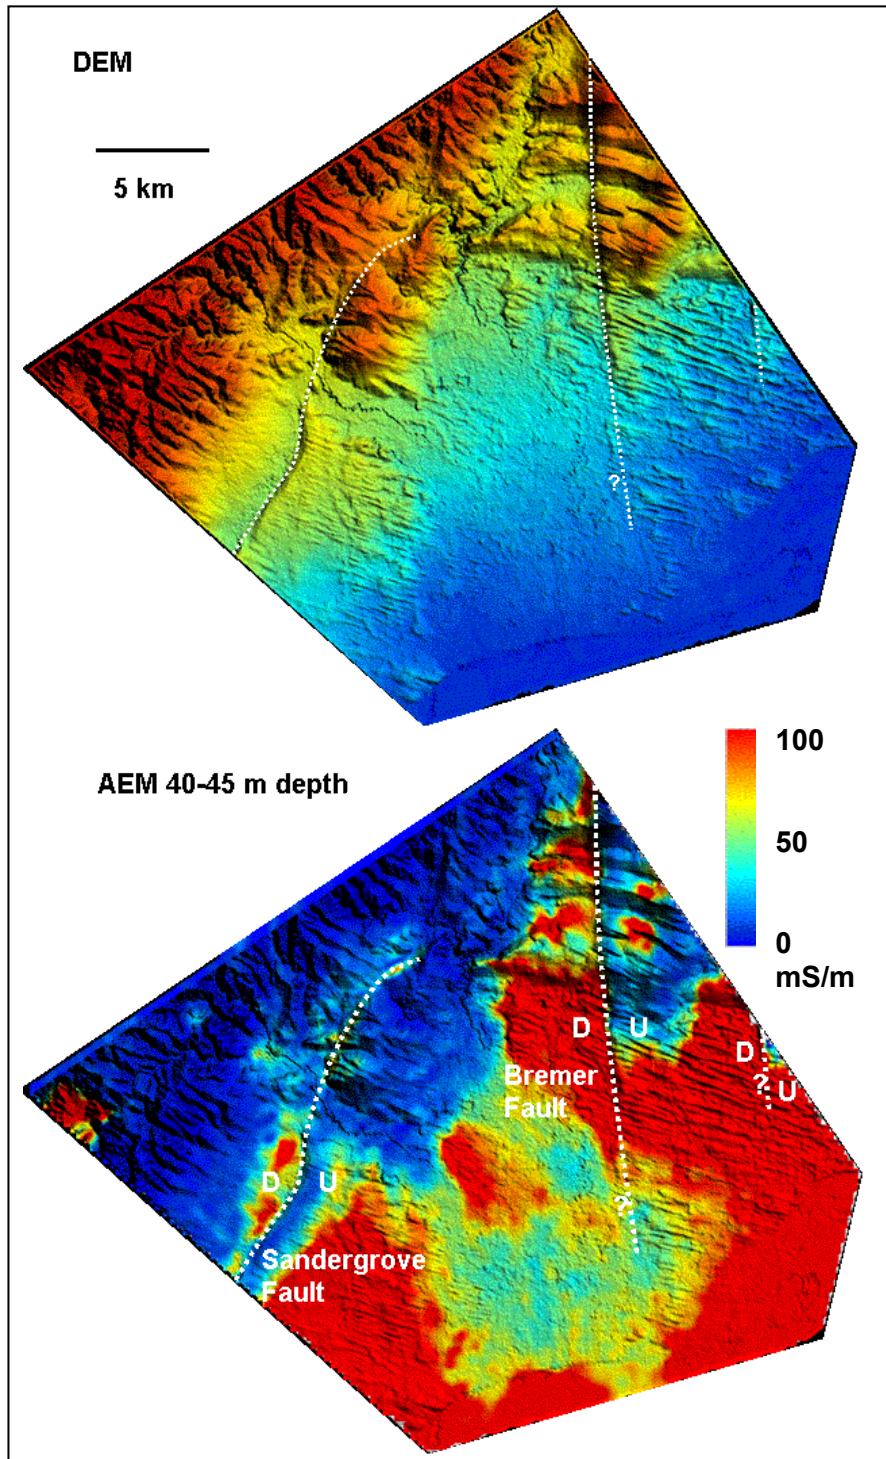 DEM
5 km
?
AEM 40-45 m depth
100
50
0
mS/m
D U
Bremer
Fault
D
?
U
D U
?
Sandergrove
Fault